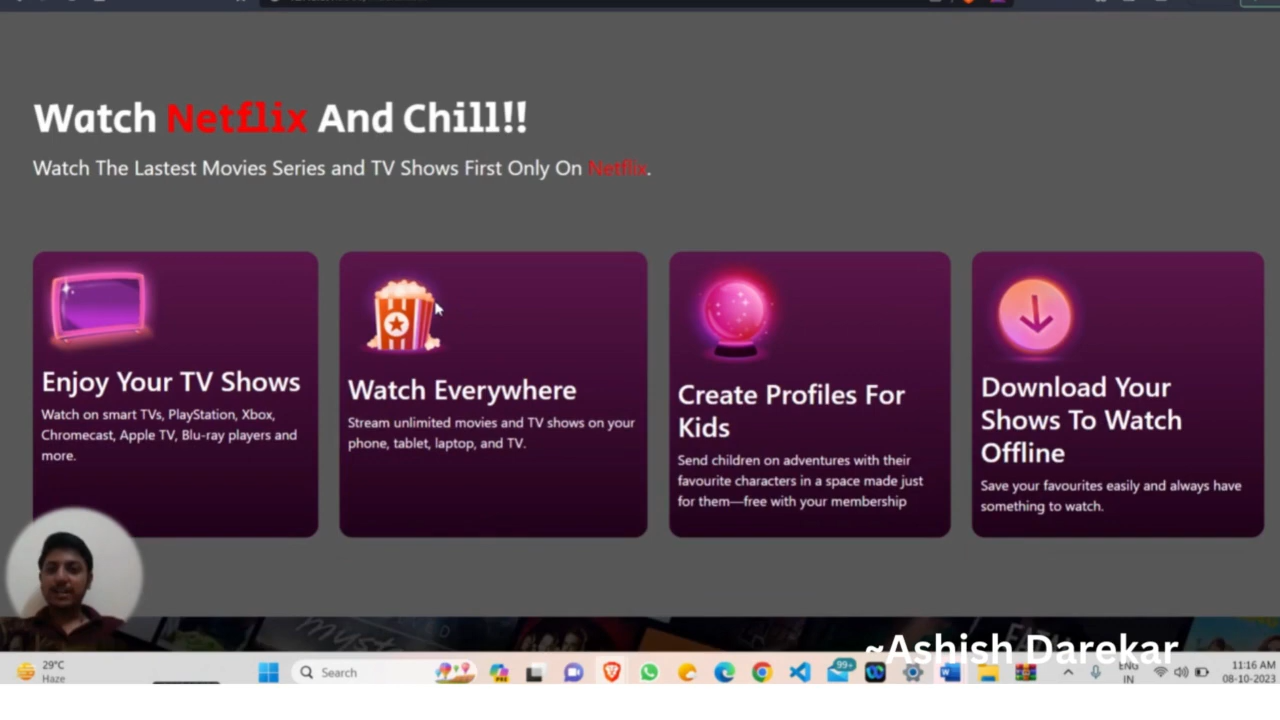 Watch Netflix And Chill!!
Watch The Lastest Movies Series and TV Shows First Only On Netflix.
Enjoy Your TV Shows
Watch on smart TVs, PlayStation, Xbox,
Chromecast, Apple TV, Blu-ray players and
more.
Watch Everywhere
Stream unlimited movies and TV shows on your
phone, tablet, laptop, and TV.
Create Profiles For
Kids
Send children on adventures with their
favourite characters in a space made just
for them—free with your membership
Download Your
Shows To Watch
Offline
Save your favourites easily and always have
something to watch.
~Ashish Darekar
29°C
Haze
Search
PRE
99+
ENG
IN
11:16 AM
08-10-2023